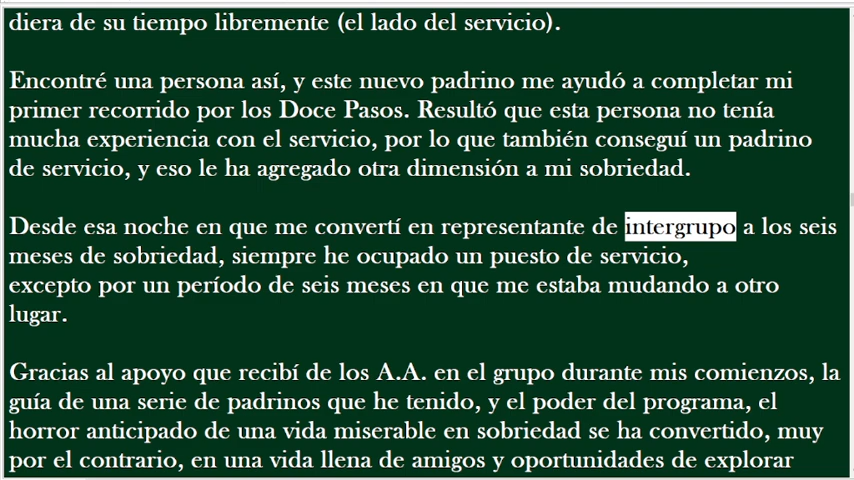 diera de su tiempo libremente (el lado del servicio).
Encontré una persona así, y este nuevo padrino me ayudó a completar mi
primer recorrido por los Doce Pasos. Resultó que esta persona no tenía
mucha experiencia con el servicio, por lo que también conseguí un padrino
de servicio, y eso le ha agregado otra dimensión a mi sobriedad.
Desde esa noche en que me convertí en representante de intergrupo a los seis
meses de sobriedad, siempre he ocupado un puesto de servicio,
excepto por un período de seis meses en que me estaba mudando a otro
lugar.
Gracias al apoyo que recibí de los A.A. en el grupo durante mis comienzos, la
guía de una serie de padrinos que he tenido, y el poder del programa, el
horror anticipado de una vida miserable en sobriedad se ha convertido, muy
por el contrario, en una vida llena de amigos y oportunidades de explorar